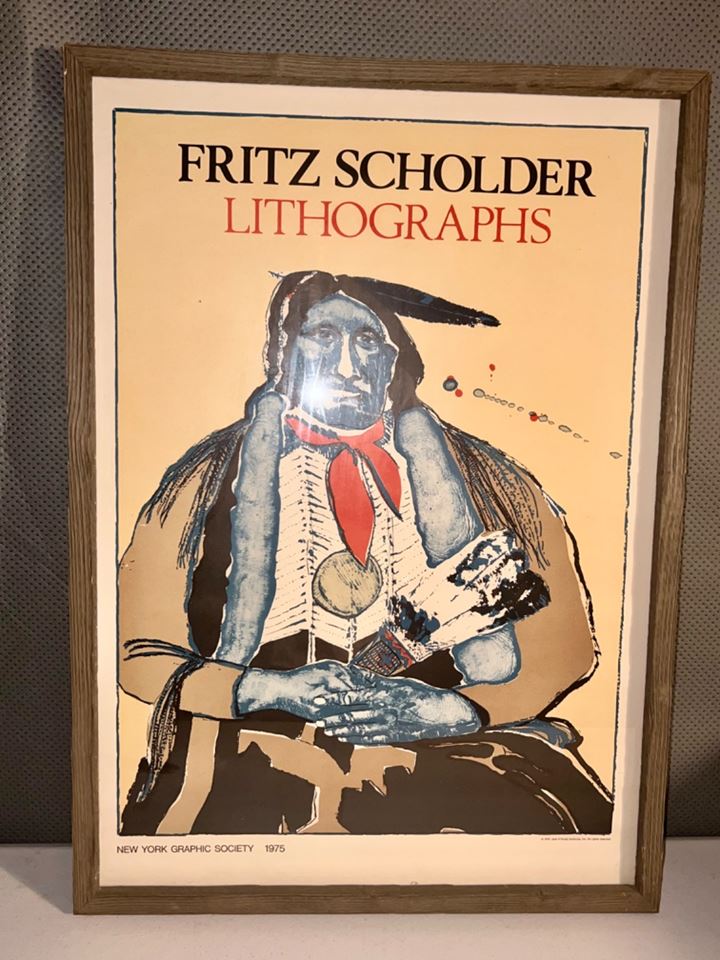 FRITZ SCHOLDER
LITHOGRAPHS
NEW YORK GRAPHIC SOCIETY 1975